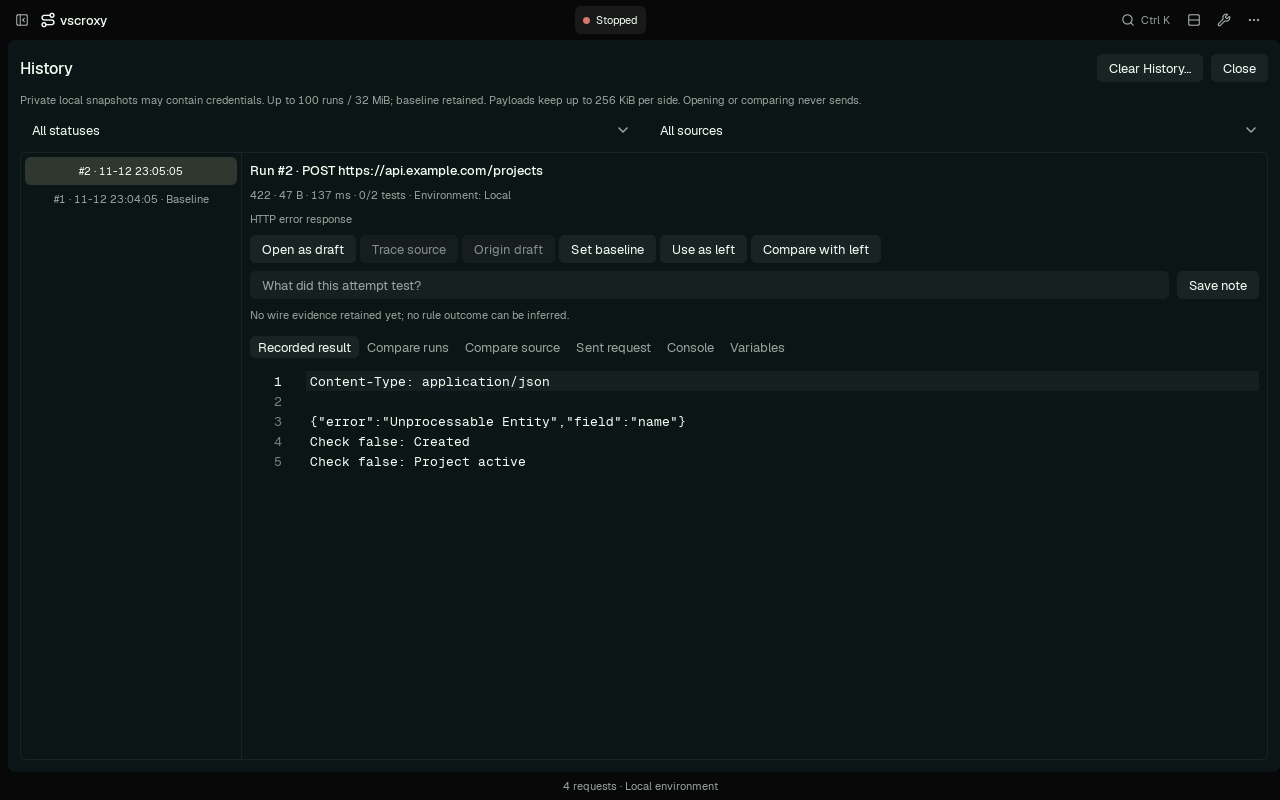 vscroxy
Stopped
Ctrl K
History
Clear History…
Close
Private local snapshots may contain credentials. Up to 100 runs / 32 MiB; baseline retained. Payloads keep up to 256 KiB per side. Opening or comparing never sends.
All statuses
All sources
#2 · 11-12 23:05:05
#1 · 11-12 23:04:05 · Baseline
Run #2 · POST https://api.example.com/projects
422 · 47 B · 137 ms · 0/2 tests · Environment: Local
HTTP error response
Open as draft
Trace source
Origin draft
Set baseline
Use as left
Compare with left
What did this attempt test?
Save note
No wire evidence retained yet; no rule outcome can be inferred.
Recorded result
Compare runs
Compare source
Sent request
Console
Variables
1 Content-Type: application/json
2
3 {"error":"Unprocessable Entity","field":"name"}
4 Check false: Created
5 Check false: Project active
4 requests · Local environment